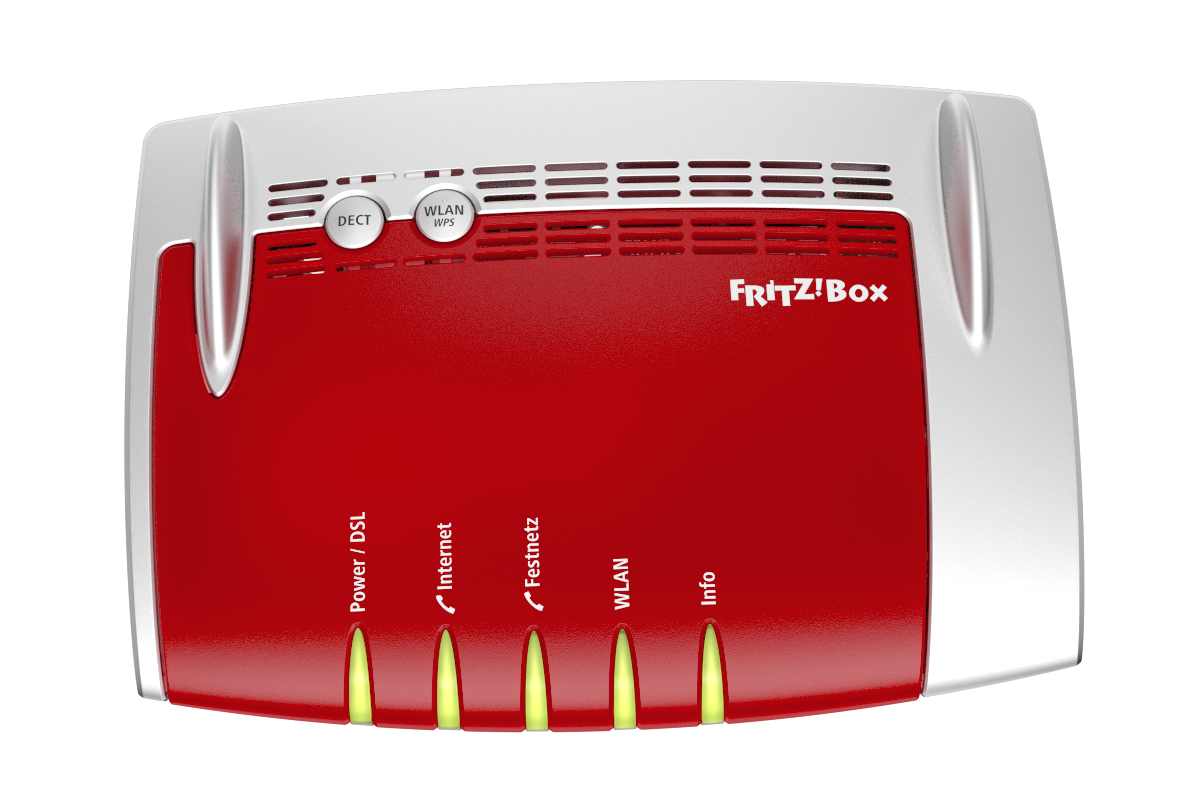 DECT
WLAN
WPS
FRITZ!Box
Power / DSL
Internet
Festnetz
WLAN
Info